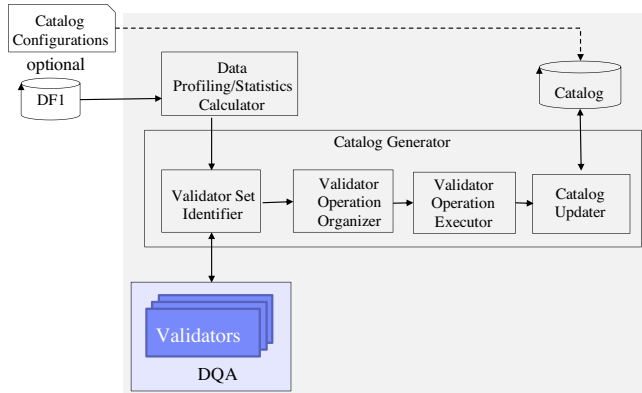 Catalog
Configurations
optional
DF1
Data
Profiling/Statistics
Calculator
Catalog
Catalog Generator
Validator Set
Identifier
Validator
Operation
Organizer
Validator
Operation
Executor
Catalog
Updater
Validators
DQA